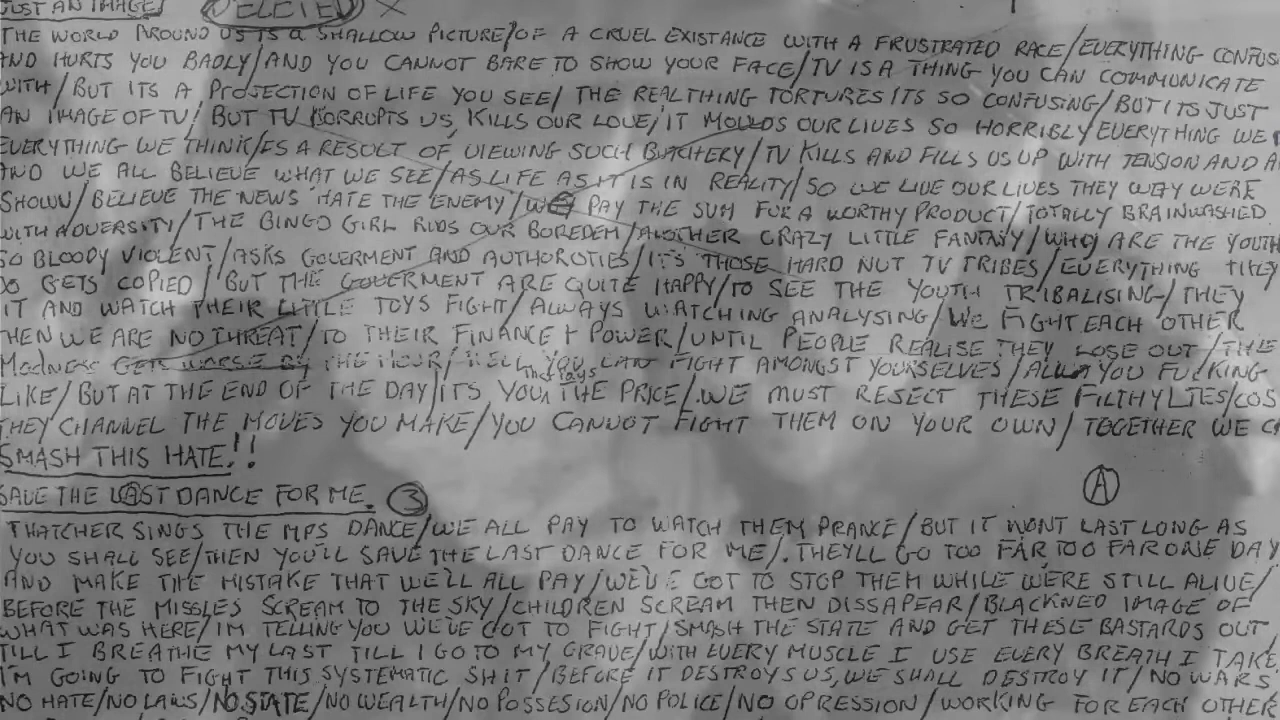 JUST AN IMAGE/ DELETED X
THE WORLD AROUND US IS a SHALLOW PICTURE/OF A CRUEL EXISTANCE WITH A FRUSTRATED RACE/EVERYTHING CONFUS
AND HURTS YOU BADLY/AND YOU CANNOT BARE TO SHOW YOUR FACE/TV IS A THING YOU CAN COMMUNICATE
WITH/BUT ITS A PROJECTION OF LIFE YOU SEE/THE REAL THING TORTURES ITS SO CONFUSING/BUT ITS JUST
AN IMAGE OF TV/BUT TV KORRUPTS US, KILLS OUR LOVE/IT MOULDS OUR LIVES SO HORRIBLY/EVERYTHING WE
EVERYTHING WE THINK/IS A RESULT OF VIEWING SUCH BUTCHERY/TV KILLS AND FILLS US UP WITH TENSION AND A
AND WE ALL BELIEVE WHAT WE SEE/AS LIFE AS IT IS IN REALITY/SO WE LIVE OUR LIVES THEY WAY WERE
SHOWN/BELIEVE THE NEWS HATE THE ENEMY/WE PAY THE SUM FOR A WORTHY PRODUCT/TOTALLY BRAINWASHED
WITH ADVERSITY/THE BINGO GIRL RIDS OUR BOREDEM/ANOTHER CRAZY LITTLE FANTASY/WHY ARE THE YOUTH
SO BLOODY VIOLENT/ASKS GOVERMENT AND AUTHOROTIES/IT'S THOSE HARD NUT TV TRIBES/EVERYTHING THEY
DO GETS COPIED/BUT THE GOVERMENT ARE QUITE HAPPY/TO SEE THE YOUTH TRIBALISING/THEY
IT AND WATCH THEIR LITTLE TOYS FIGHT/ALWAYS WATCHING ANALYSING/WE FIGHT EACH OTHER
THEN WE ARE NO THREAT/TO THEIR FINANCE + POWER/UNTIL PEOPLE REALISE THEY LOSE OUT/THE
MADNESS GETS WORSE BY THE HOUR/HELL YOU CAN FIGHT AMONGST YOURSELVES/ALL YOU FUCKING
LIKE/BUT AT THE END OF THE DAY/ITS YOU That Pays THE PRICE/.WE MUST REJECT THESE FILTHY LIES/COS
THEY CHANNEL THE MOVES YOU MAKE/YOU CANNOT FIGHT THEM ON YOUR OWN/TOGETHER WE C
SMASH THIS HATE!!
SAVE THE LAST DANCE FOR ME. 3 A
THATCHER SINGS THE MPS DANCE/WE ALL PAY TO WATCH THEM PRANCE/BUT IT WONT LAST LONG AS
YOU SHALL SEE/THEN YOU'LL SAVE THE LAST DANCE FOR ME/.THEYLL GO TOO FAR TOO FAR ONE DAY
AND MAKE THE MISTAKE THAT WE'LL ALL PAY/WE'VE GOT TO STOP THEM WHILE WE'RE STILL ALIVE/
BEFORE THE MISSLES SCREAM TO THE SKY/CHILDREN SCREAM THEN DISSAPEAR/BLACKNED IMAGE OF
WHAT WAS HERE/IM TELLING YOU WE'VE GOT TO FIGHT/SMASH THE STATE AND GET THESE BASTARDS OUT
TILL I BREATHE MY LAST TILL I GO TO MY GRAVE/WITH EVERY MUSCLE I USE EVERY BREATH I TAKE
I'M GOING TO FIGHT THIS SYSTEMATIC SHIT/BEFORE IT DESTROYS US, WE SHALL DESTROY IT/NO WARS
NO HATE/NO LAWS/NO STATE/NO WEALTH/NO POSSESION/NO POLICE/NO OPRESSION/WORKING FOR EACH OTHER